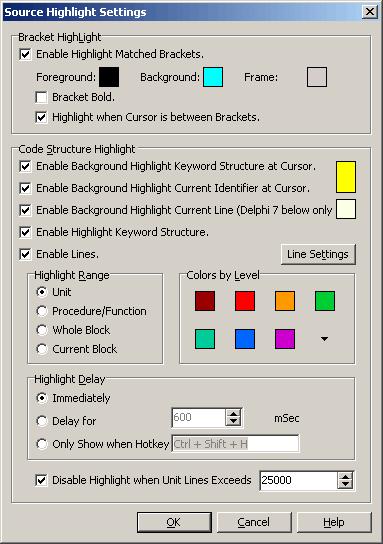 Source Highlight Settings
Bracket HighLight
Enable Highlight Matched Brackets.
Foreground: Background: Frame:
Bracket Bold.
Highlight when Cursor is between Brackets.
Code Structure Highlight
Enable Background Highlight Keyword Structure at Cursor.
Enable Background Highlight Current Identifier at Cursor.
Enable Background Highlight Current Line (Delphi 7 below only
Enable Highlight Keyword Structure.
Enable Lines.
Line Settings
Highlight Range
Unit
Procedure/Function
Whole Block
Current Block
Colors by Level
Highlight Delay
Immediately
Delay for 600 mSec
Only Show when Hotkey Ctrl + Shift + H
Disable Highlight when Unit Lines Exceeds 25000
OK Cancel Help